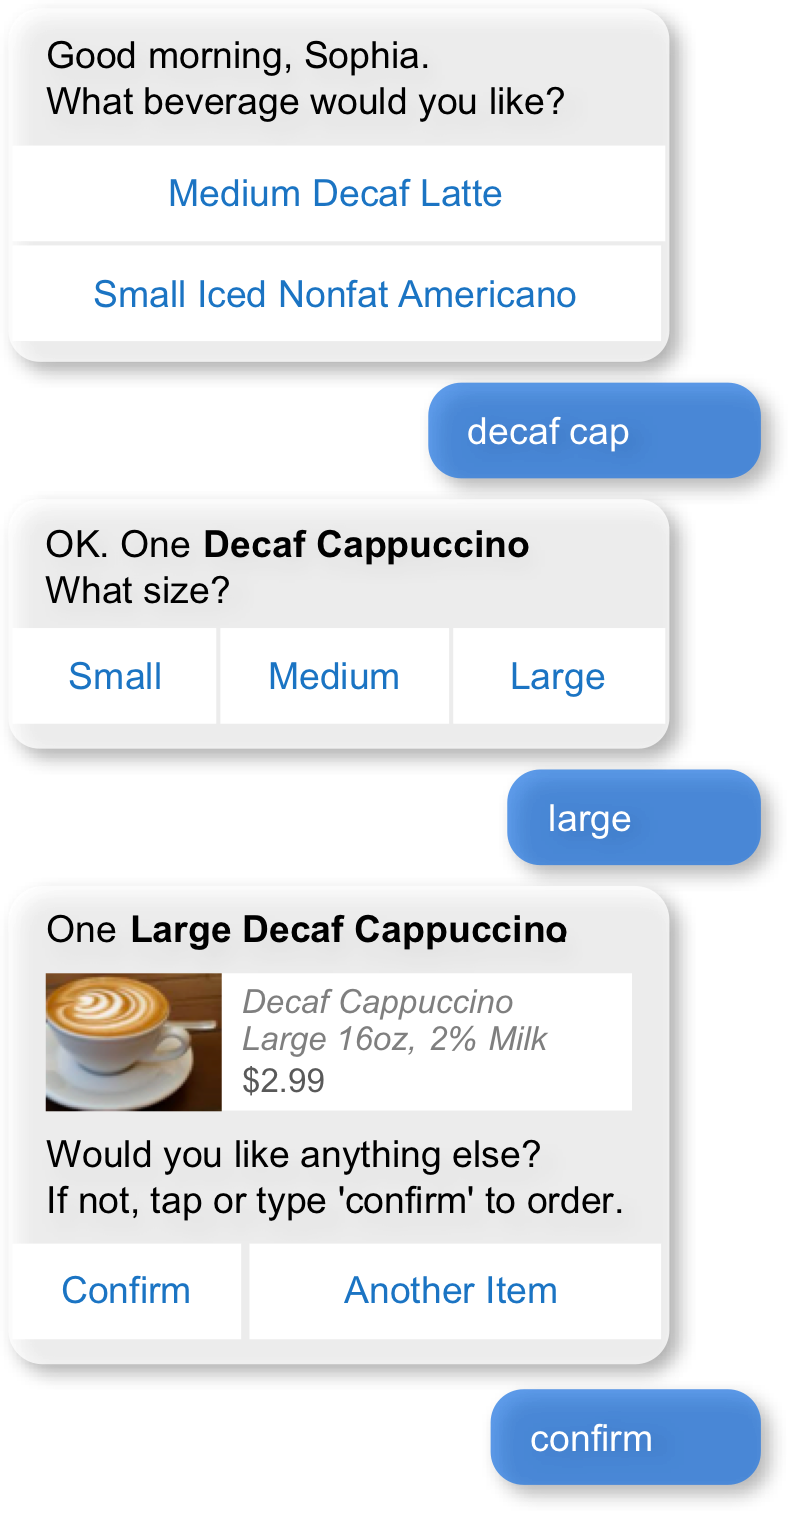 Good morning, Sophia.
What beverage would you like?
Medium Decaf Latte
Small Iced Nonfat Americano
decaf cap
OK. One Decaf Cappuccino
What size?
Small Medium Large
large
One Large Decaf Cappuccino.
Decaf Cappuccino
Large 16oz, 2% Milk
$2.99
Would you like anything else?
If not, tap or type 'confirm' to order.
Confirm Another Item
confirm